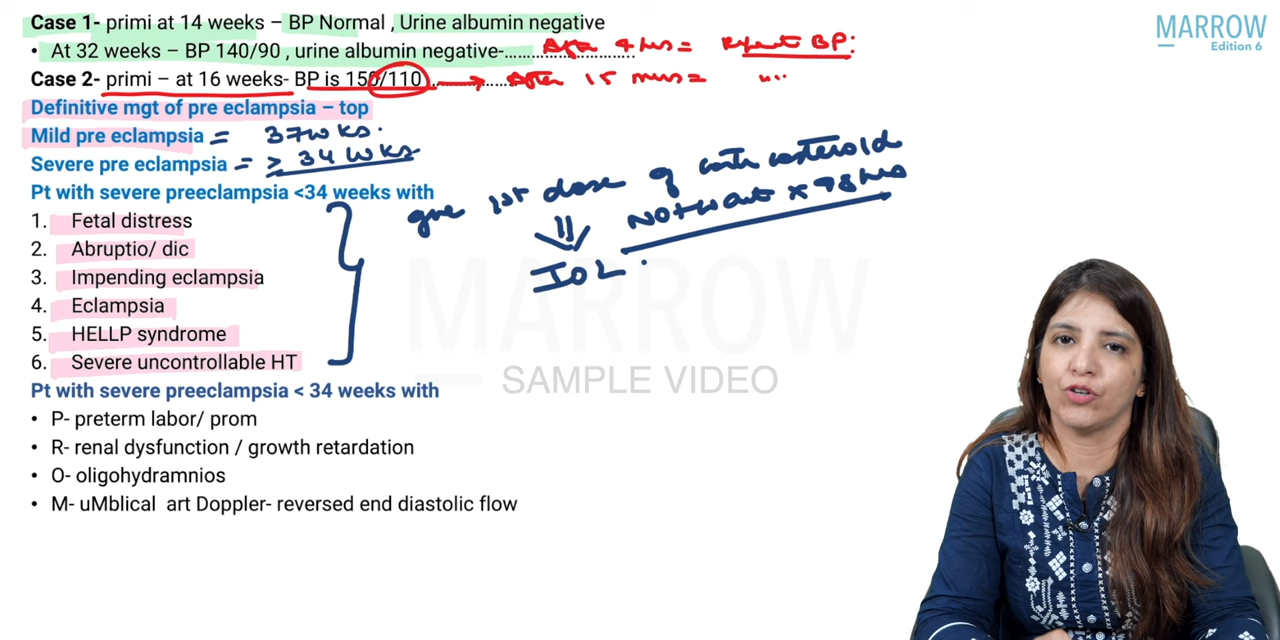 MARROW
Edition 6
Case 1- primi at 14 weeks – BP Normal , Urine albumin negative
• At 32 weeks – BP 140/90 , urine albumin negative-………………………….. After 4 hrs = Repeat BP.
Case 2- primi – at 16 weeks- BP is 150/110 ………………. After 15 mins = " ..
Definitive mgt of pre eclampsia – top
Mild pre eclampsia = 37 wks.
Severe pre eclampsia = ≥ 34 wks
Pt with severe preeclampsia <34 weeks with
1. Fetal distress
2. Abruptio/ dic
3. Impending eclampsia
4. Eclampsia
5. HELLP syndrome
6. Severe uncontrollable HT
give 1st dose of corticosteroid
Not wait x 48 hrs
IOL.
Pt with severe preeclampsia < 34 weeks with
• P- preterm labor/ prom
• R- renal dysfunction / growth retardation
• O- oligohydramnios
• M- uMblical art Doppler- reversed end diastolic flow
MARROW
SAMPLE VIDEO